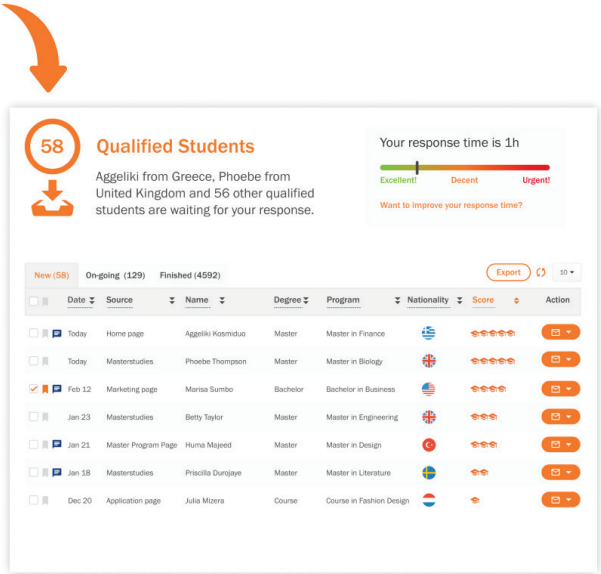 58
Qualified Students
Aggeliki from Greece, Phoebe from
United Kingdom and 56 other qualified
students are waiting for your response.
Your response time is 1h
Excellent! Decent Urgent!
Want to improve your response time?
New (58) On-going (129) Finished (4592) Export 10
Date Source Name Degree Program Nationality Score Action
Today Home page Aggeliki Kosmiduo Master Master in Finance
Today Masterstudies Phoebe Thompson Master Master in Biology
Feb 12 Marketing page Marisa Sumbo Bachelor Bachelor in Business
Jan 23 Masterstudies Betty Taylor Master Master in Engineering
Jan 21 Master Program Page Huma Majeed Master Master in Design
Jan 18 Masterstudies Priscilla Durojaye Master Master in Literature
Dec 20 Application page Julia Mizera Course Course in Fashion Design